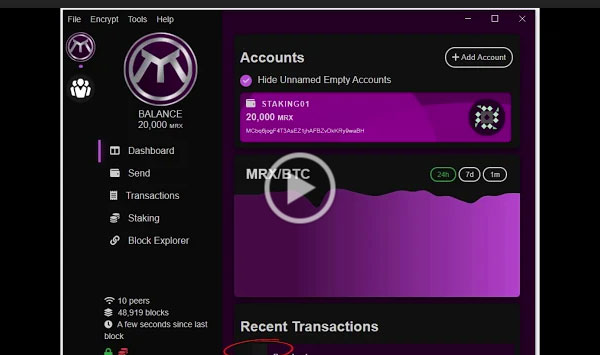 File Encrypt Tools Help
BALANCE
20,000 MRX
Dashboard
Send
Transactions
Staking
Block Explorer
10 peers
48,919 blocks
A few seconds since last
block
Accounts
+ Add Account
Hide Unnamed Empty Accounts
STAKING01
20,000 MRX
MRX/BTC
24h 7d 1m
Recent Transactions